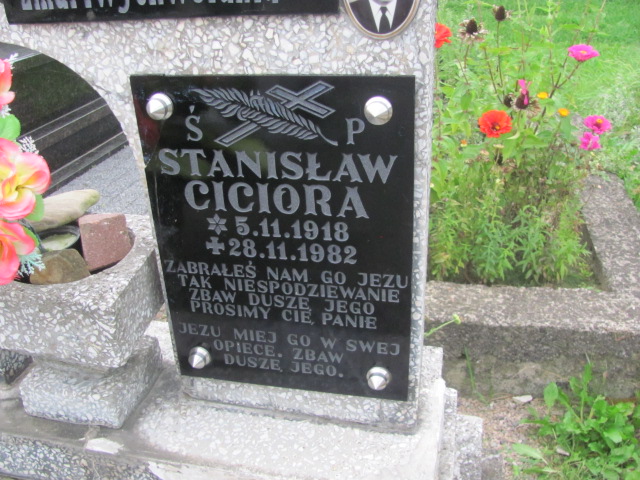 Ś P
STANISŁAW
CICIORA
5.11.1918
28.11.1982
ZABRAŁEŚ NAM GO JEZU
TAK NIESPODZIEWANIE
ZBAW DUSZĘ JEGO
PROSIMY CIĘ, PANIE
JEZU MIEJ GO W SWEJ
OPIECE. ZBAW
DUSZĘ JEGO.